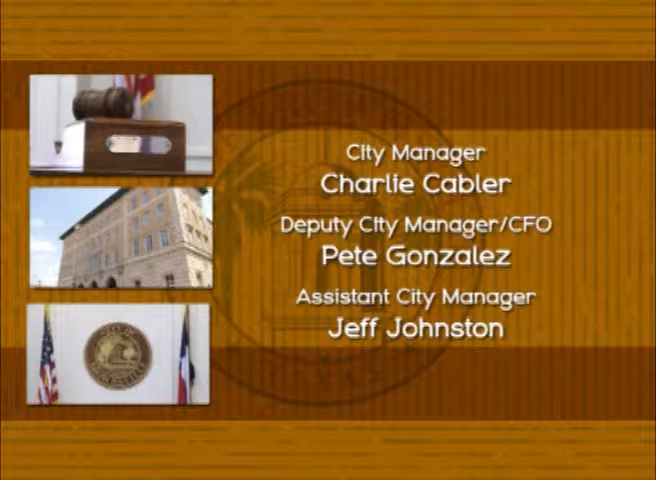 City Manager
Charlie Cabler
Deputy City Manager/CFO
Pete Gonzalez
Assistant City Manager
Jeff Johnston